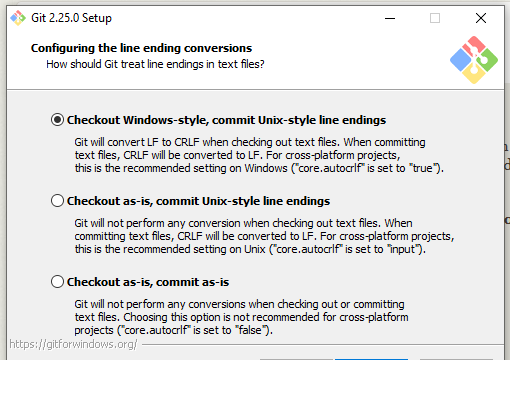 Git 2.25.0 Setup
Configuring the line ending conversions
How should Git treat line endings in text files?
Checkout Windows-style, commit Unix-style line endings
Git will convert LF to CRLF when checking out text files. When committing
text files, CRLF will be converted to LF. For cross-platform projects,
this is the recommended setting on Windows ("core.autocrlf" is set to "true").
Checkout as-is, commit Unix-style line endings
Git will not perform any conversion when checking out text files. When
committing text files, CRLF will be converted to LF. For cross-platform projects,
this is the recommended setting on Unix ("core.autocrlf" is set to "input").
Checkout as-is, commit as-is
Git will not perform any conversions when checking out or committing
text files. Choosing this option is not recommended for cross-platform
projects ("core.autocrlf" is set to "false").
https://gitforwindows.org/